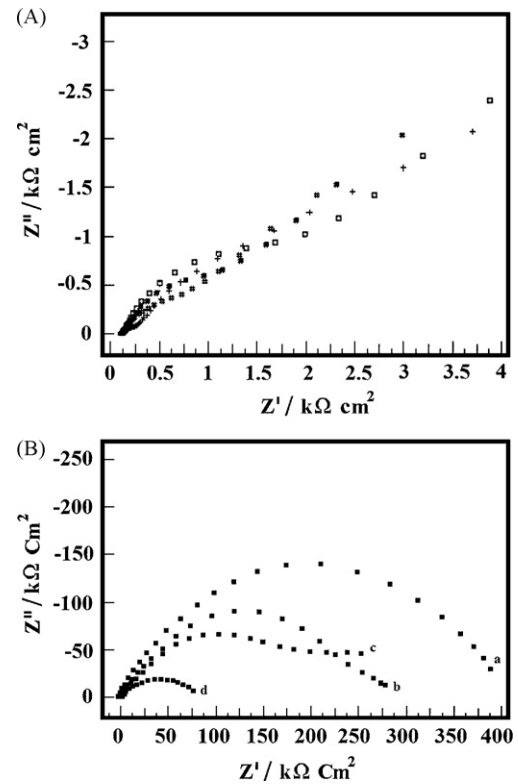 (A)
-3
-2.5
-2
-1.5
-1
-0.5
0
Z" / kΩ cm²
0 0.5 1 1.5 2 2.5 3 3.5 4
Z' / kΩ cm²
(B)
-250
-200
-150
-100
-50
0
Z" / kΩ Cm²
a
c
b
d
0 50 100 150 200 250 300 350 400
Z' / kΩ Cm²